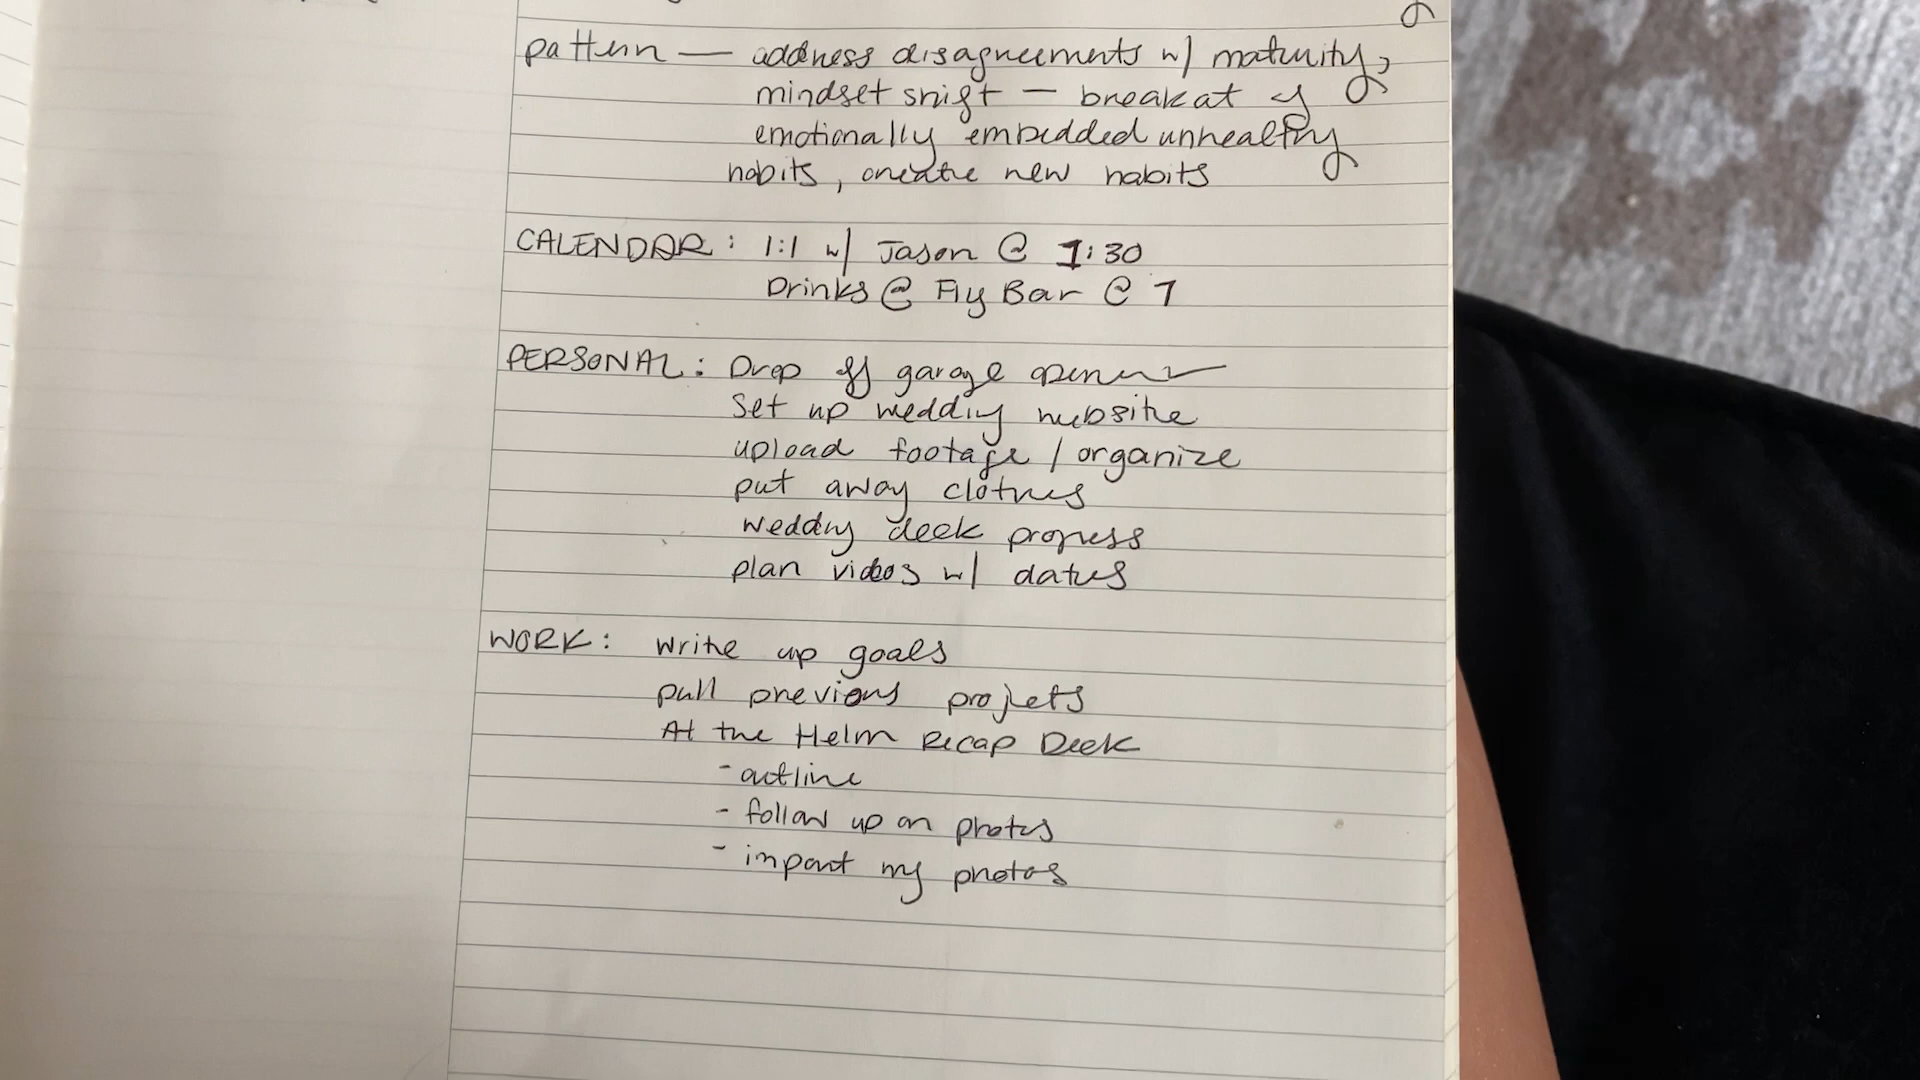 pattern — address disagreements w/ maturity,
mindset shift — break out of
emotionally embedded unhealthy
habits, create new habits
CALENDAR: 1:1 w/ Jason @ 1:30
Drinks @ Fly Bar @ 7
PERSONAL: Drop off garage opener
Set up wedding website
upload footage / organize
put away clothes
wedding deck progress
plan videos w/ dates
WORK: write up goals
pull previous projets
At the Helm Recap Deck
- outline
- follow up on photos
- import my photos